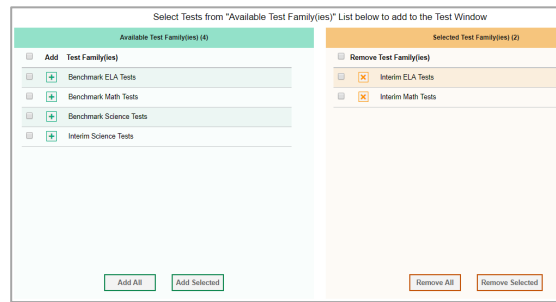 Select Tests from "Available Test Family(ies)" List below to add to the Test Window
Available Test Family(ies) (4)
Add Test Family(ies)
Benchmark ELA Tests
Benchmark Math Tests
Benchmark Science Tests
Interim Science Tests
Add All
Add Selected
Selected Test Family(ies) (2)
Remove Test Family(ies)
Interim ELA Tests
Interim Math Tests
Remove All
Remove Selected